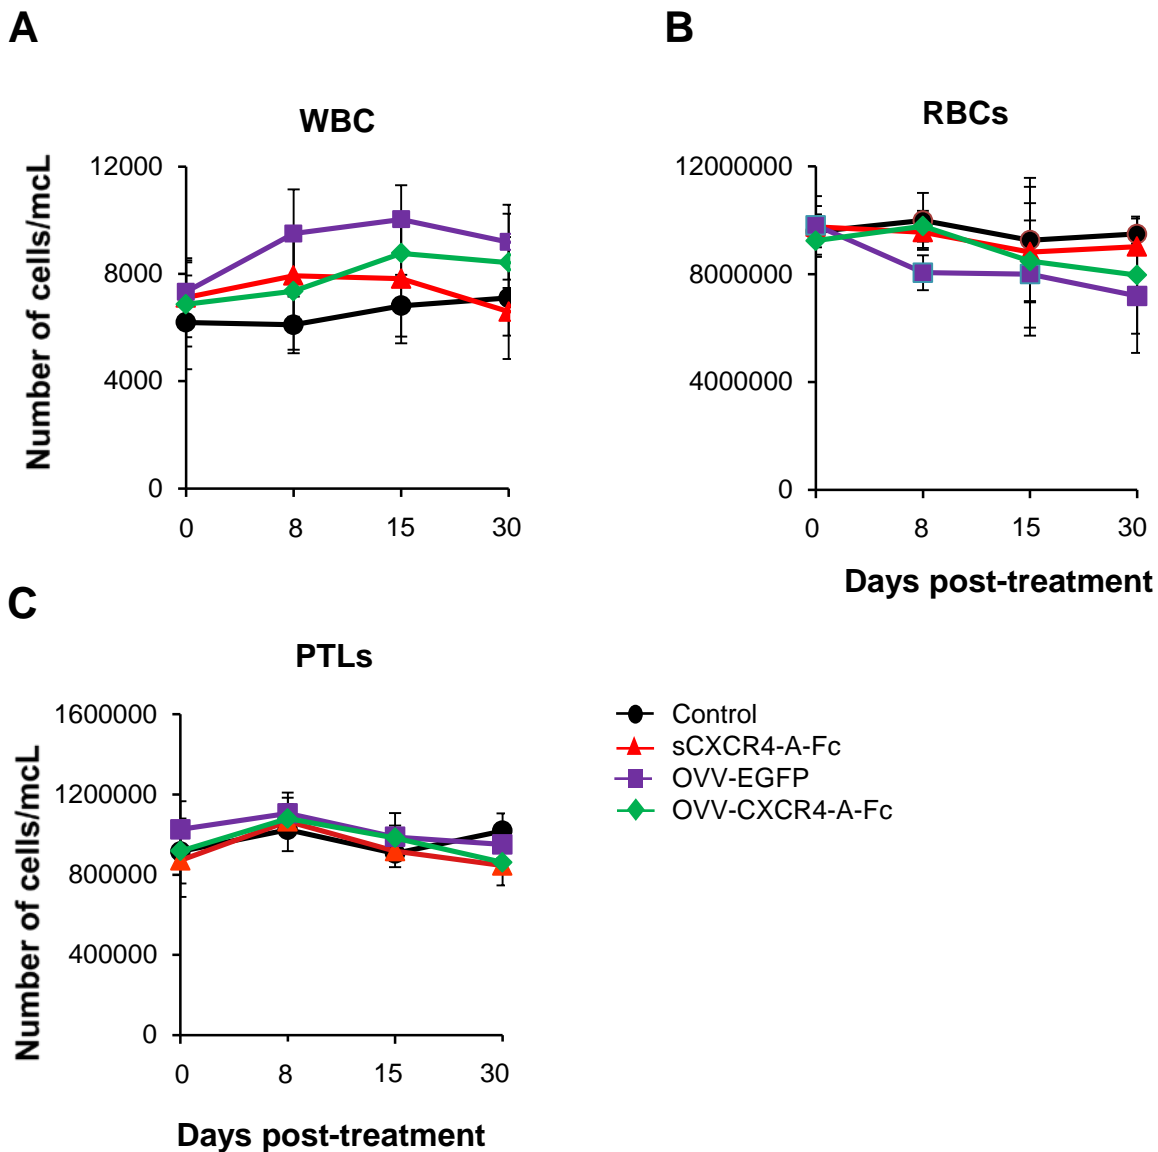 A
WBC
Number of cells/mcL
12000
8000
4000
0
0 8 15 30
B
RBCs
12000000
8000000
4000000
0
0 8 15 30
Days post-treatment
C
PTLs
Number of cells/mcL
1600000
1200000
800000
400000
0
0 8 15 30
Days post-treatment
Control
sCXCR4-A-Fc
OVV-EGFP
OVV-CXCR4-A-Fc